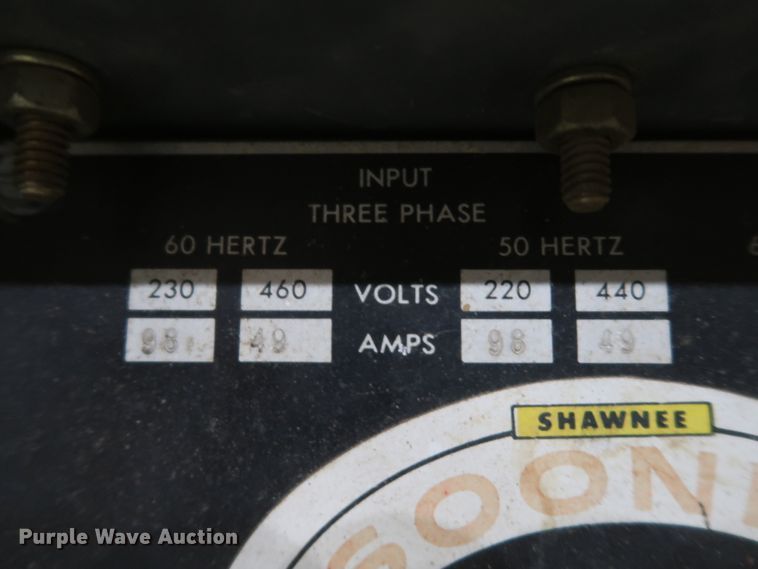 INPUT
THREE PHASE
60 HERTZ 50 HERTZ
230 460 VOLTS 220 440
98 49 AMPS 98 49
SHAWNEE
SOON
Purple Wave Auction